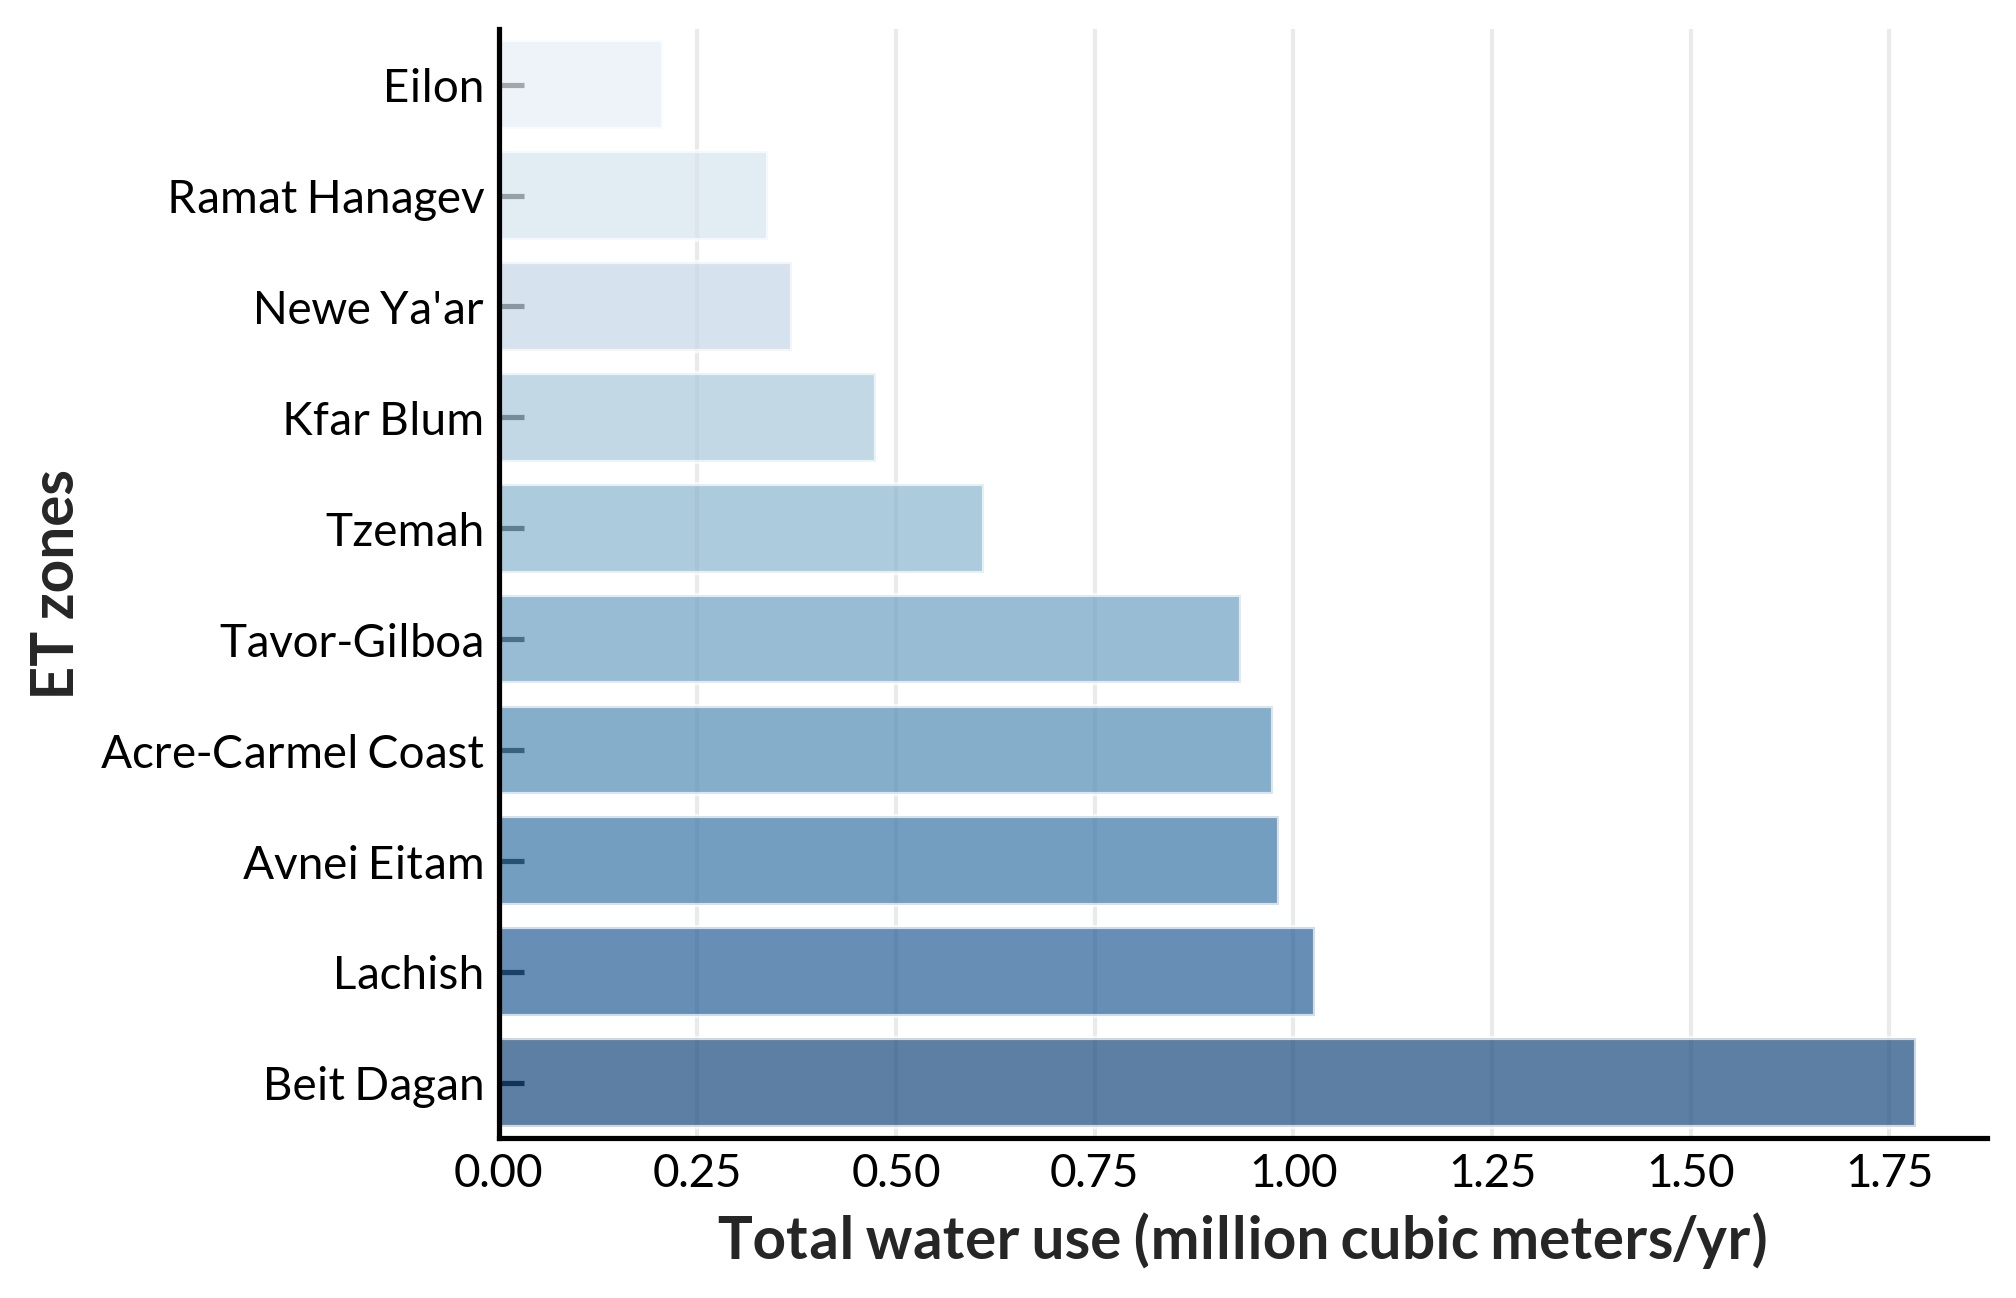 Eilon
Ramat Hanagev
Newe Ya'ar
Kfar Blum
Tzemah
Tavor-Gilboa
Acre-Carmel Coast
Avnei Eitam
Lachish
Beit Dagan
ET zones
0.00 0.25 0.50 0.75 1.00 1.25 1.50 1.75
Total water use (million cubic meters/yr)